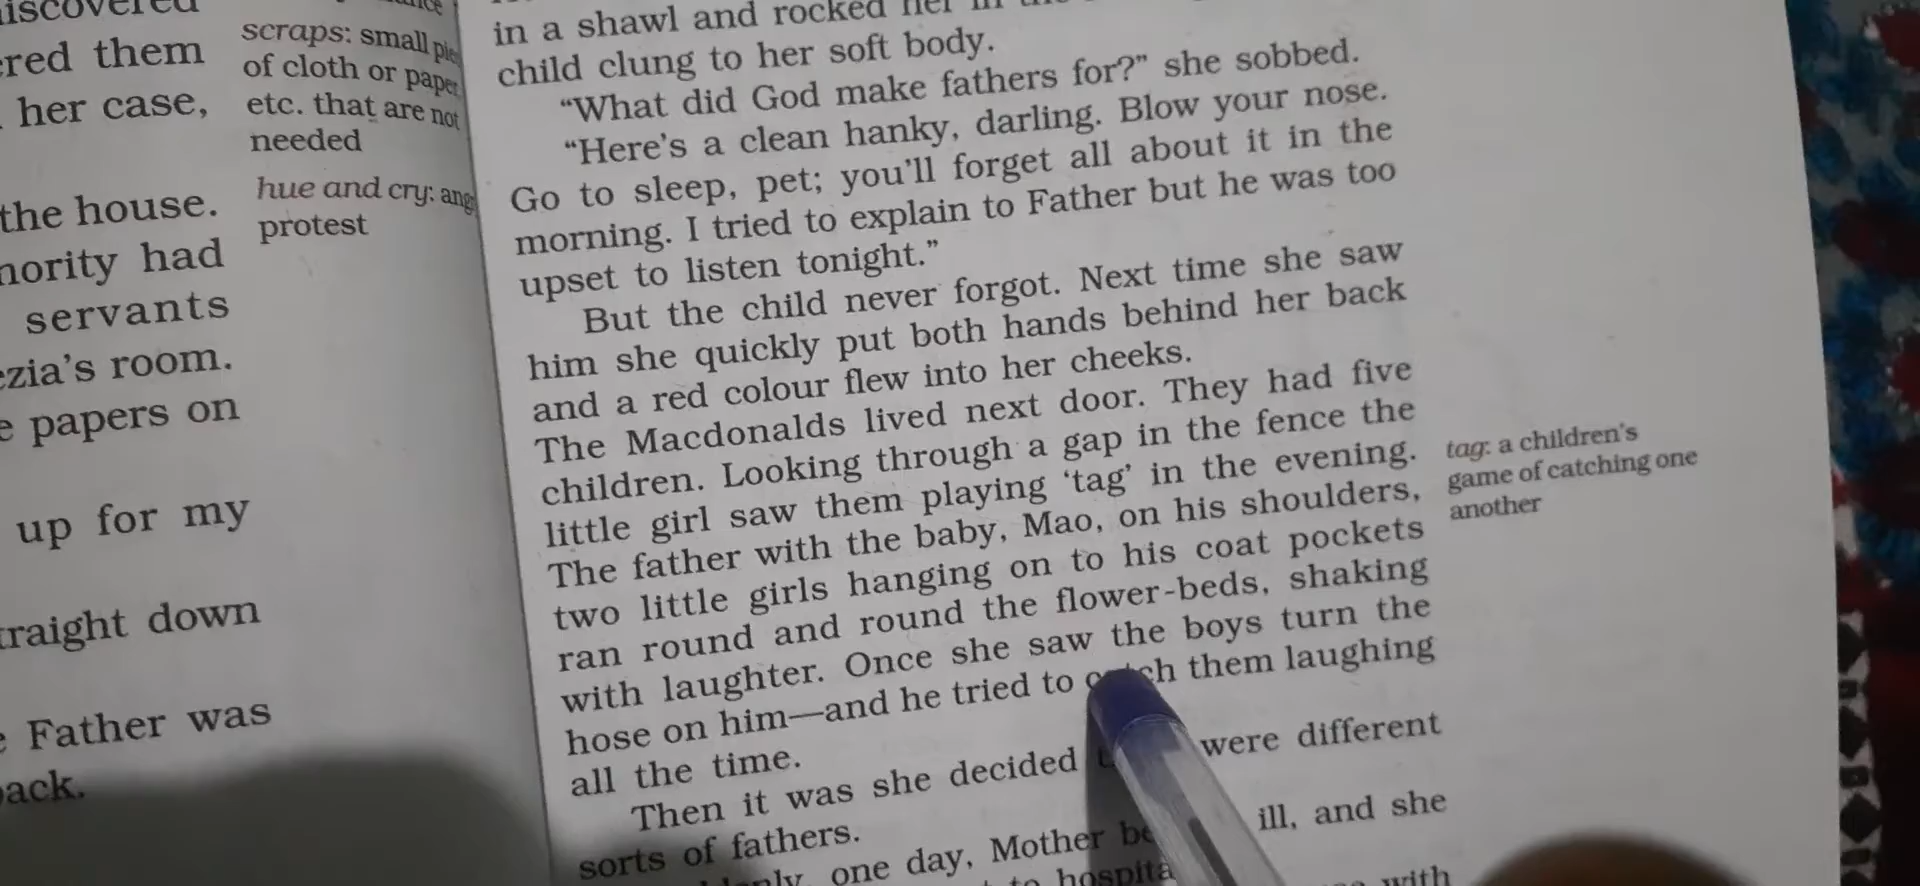 red them
her case,
the house.
had
servants
room.
papers on
up for my
down
Father was
scraps: small
of cloth or
etc. that are not
needed
hue and cry:
protest
in a shawl and rocked her in
child clung to her soft body.
“What did God make fathers for?” she sobbed.
“Here’s a clean hanky, darling. Blow your nose.
Go to sleep, pet; you’ll forget all about it in the
morning. I tried to explain to Father but he was too
upset to listen tonight.”
But the child never forgot. Next time she saw
him she quickly put both hands behind her back
and a red colour flew into her cheeks.
The Macdonalds lived next door. They had five
children. Looking through a gap in the fence the
little girl saw them playing ‘tag’ in the evening.
The father with the baby, Mao, on his shoulders,
two little girls hanging on to his coat pockets
ran round and round the flower-beds, shaking
with laughter. Once she saw the boys turn the
hose on him—and he tried to catch them laughing
all the time.
Then it was she decided were different
sorts of fathers.
one day, Mother ill, and she
to
with
tag: a children’s
game of catching one
another